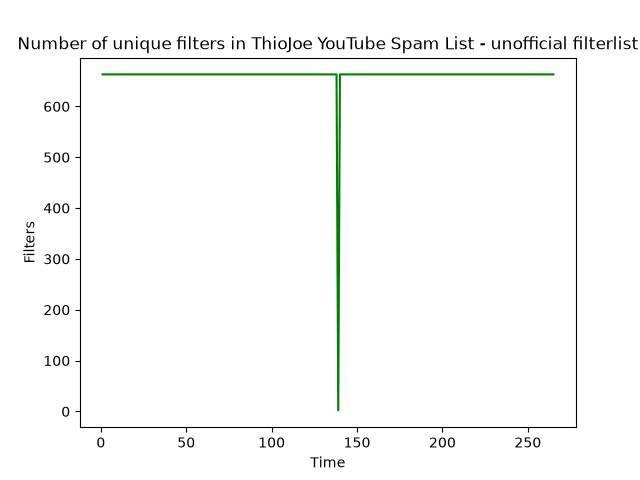 Number of unique filters in ThioJoe YouTube Spam List - unofficial filterlist
600
500
400
300
200
100
0
Filters
0 50 100 150 200 250
Time